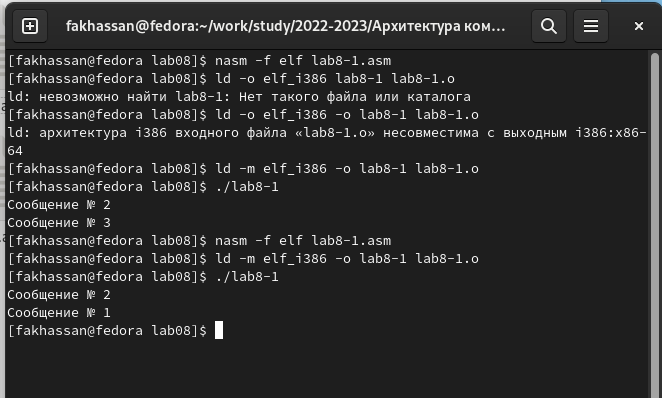 fakhassan@fedora:~/work/study/2022-2023/Архитектура ком...
[fakhassan@fedora lab08]$ nasm -f elf lab8-1.asm
[fakhassan@fedora lab08]$ ld -o elf_i386 lab8-1 lab8-1.o
ld: невозможно найти lab8-1: Нет такого файла или каталога
[fakhassan@fedora lab08]$ ld -o elf_i386 -o lab8-1 lab8-1.o
ld: архитектура i386 входного файла «lab8-1.o» несовместима с выходным i386:x86-
64
[fakhassan@fedora lab08]$ ld -m elf_i386 -o lab8-1 lab8-1.o
[fakhassan@fedora lab08]$ ./lab8-1
Сообщение № 2
Сообщение № 3
[fakhassan@fedora lab08]$ nasm -f elf lab8-1.asm
[fakhassan@fedora lab08]$ ld -m elf_i386 -o lab8-1 lab8-1.o
[fakhassan@fedora lab08]$ ./lab8-1
Сообщение № 2
Сообщение № 1
[fakhassan@fedora lab08]$